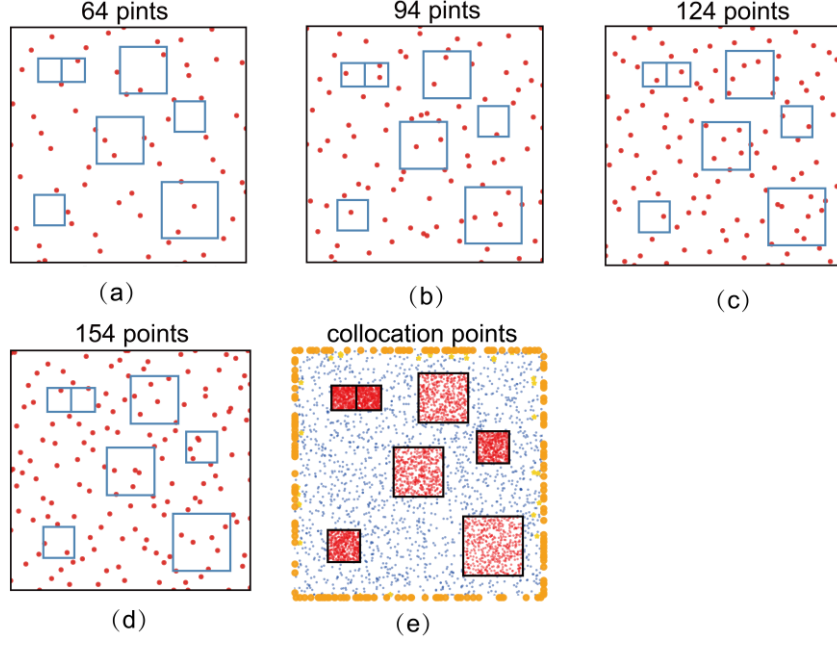 64 pints
94 pints
124 points
(a)
(b)
(c)
154 points
collocation points
(d)
(e)